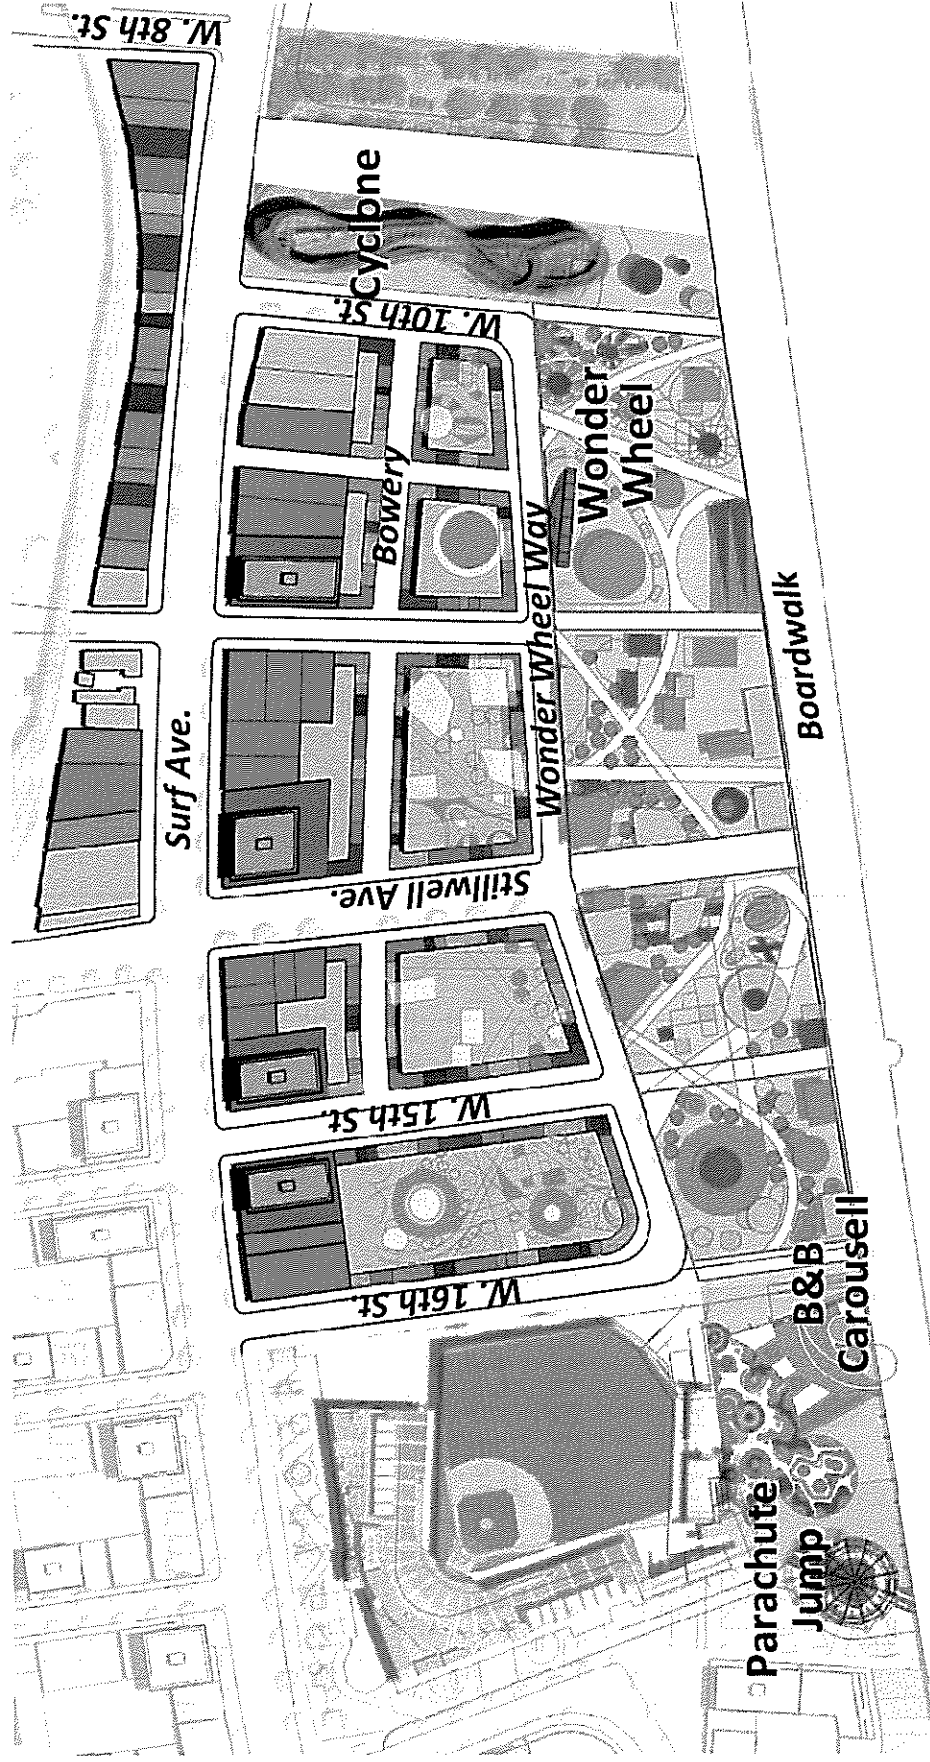 W. 8th St.
Cyclone
W. 10th St.
Wonder
Wheel
Bowery
Wonder Wheel Way
Boardwalk
Surf Ave.
Stillwell Ave.
W. 15th St.
W. 16th St.
B&B
Carousell
Parachute
Jump